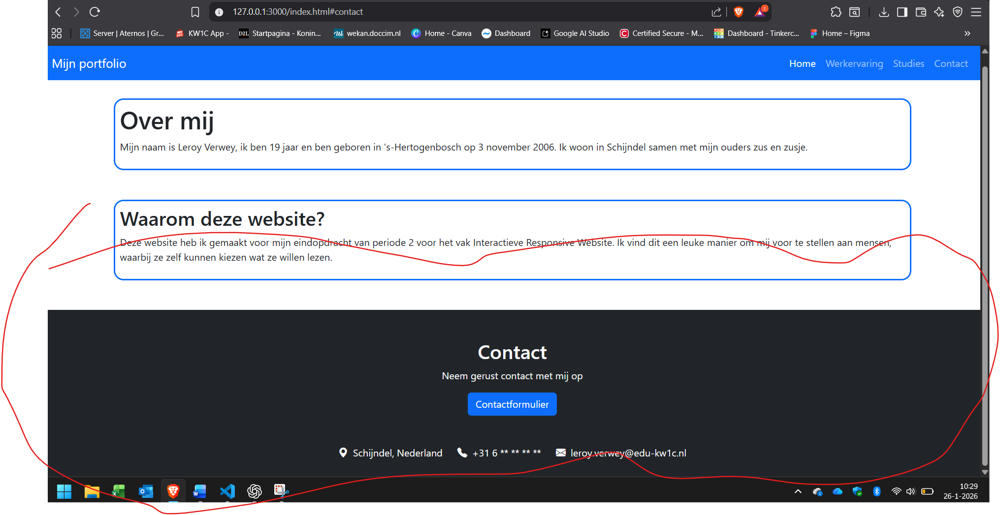 127.0.0.1:3000/index.html#contact
1
Server | Aternos | Gr...
KW1C App -
D2L
Startpagina - Konin...
wekan.doccim.nl
Home - Canva
Dashboard
Google AI Studio
Certified Secure - M...
Dashboard - Tinkerc...
Home – Figma
»
Mijn portfolio
Home
Werkervaring
Studies
Contact
Over mij
Mijn naam is Leroy Verwey, ik ben 19 jaar en ben geboren in 's-Hertogenbosch op 3 november 2006. Ik woon in Schijndel samen met mijn ouders zus en zusje.
Waarom deze website?
Deze website heb ik gemaakt voor mijn eindopdracht van periode 2 voor het vak Interactieve Responsive Website. Ik vind dit een leuke manier om mij voor te stellen aan mensen,
waarbij ze zelf kunnen kiezen wat ze willen lezen.
Contact
Neem gerust contact met mij op
Contactformulier
Schijndel, Nederland
+31 6 ** ** ** **
leroy.verwey@edu-kw1c.nl
10:29
26-1-2026